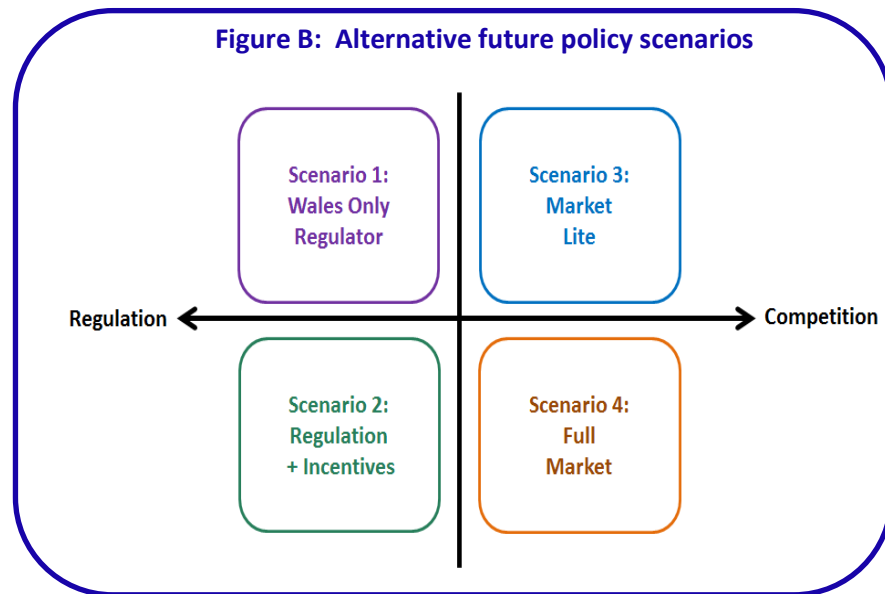 Figure B:  Alternative future policy scenarios
Scenario 1:
Wales Only
Regulator
Scenario 3:
Market
Lite
Regulation
Competition
Scenario 2:
Regulation
+ Incentives
Scenario 4:
Full
Market